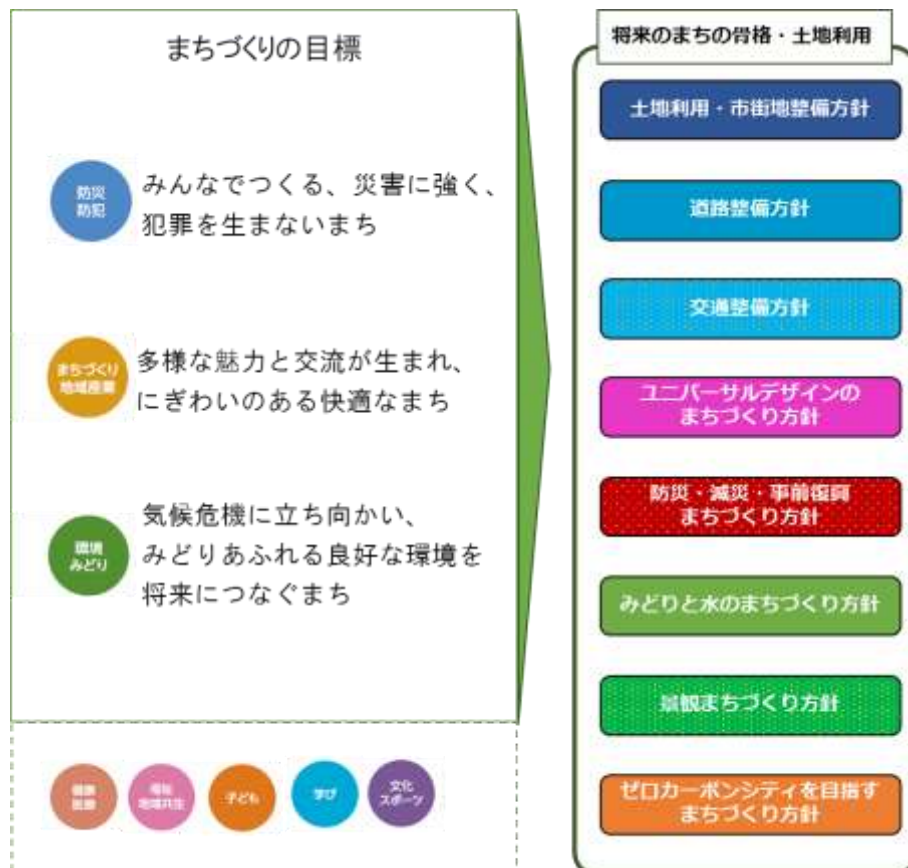 まちづくりの目標
防災
防犯
みんなでつくる、災害に強く、
犯罪を生まないまち
まちづくり
地域産業
多様な魅力と交流が生まれ、
にぎわいのある快適なまち
環境
みどり
気候危機に立ち向かい、
みどりあふれる良好な環境を
将来につなぐまち
健康
医療
福祉
地域共生
子ども
学び
文化
スポーツ
将来のまちの骨格・土地利用
土地利用・市街地整備方針
道路整備方針
交通整備方針
ユニバーサルデザインの
まちづくり方針
防災・減災・事前復興
まちづくり方針
みどりと水のまちづくり方針
景観まちづくり方針
ゼロカーボンシティを目指す
まちづくり方針